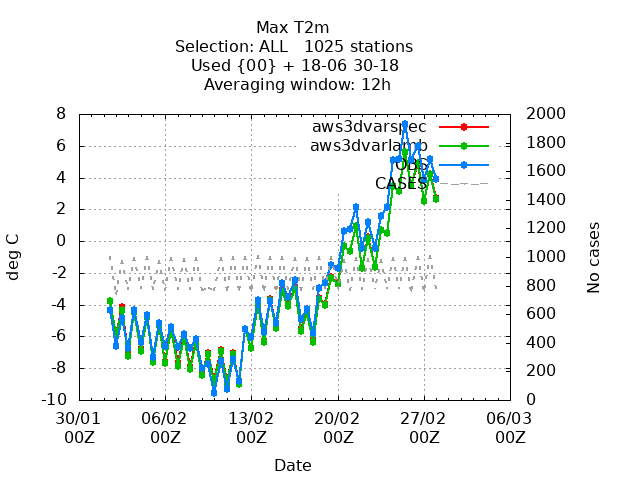 Max T2m
Selection: ALL   1025 stations
Used {00} + 18-06 30-18
Averaging window: 12h
8
6
4
2
0
-2
-4
-6
-8
-10
deg C
2000
1800
1600
1400
1200
1000
800
600
400
200
0
No cases
aws3dvarspec
OBS
CASES
30/01 06/02 13/02 20/02 27/02 06/03
00Z 00Z 00Z 00Z 00Z 00Z
Date